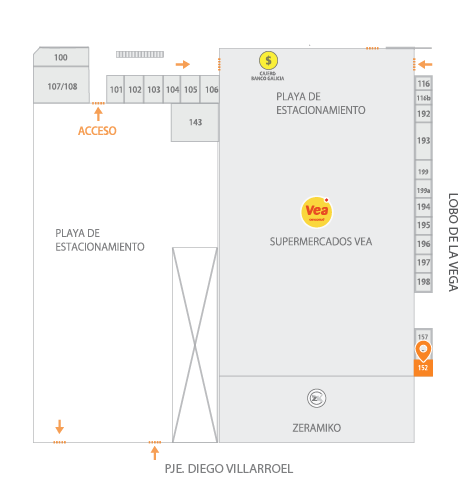 100
107/108
101 102 103 104 105 106
143
ACCESO
$
CAJERO
BANCO GALICIA
PLAYA DE
ESTACIONAMIENTO
116
116b
192
193
199
199a
194
195
196
197
198
157
152
LOBO DE LA VEGA
PLAYA DE
ESTACIONAMIENTO
Vea
SUPERMERCADOS VEA
ZERAMIKO
PJE. DIEGO VILLARROEL